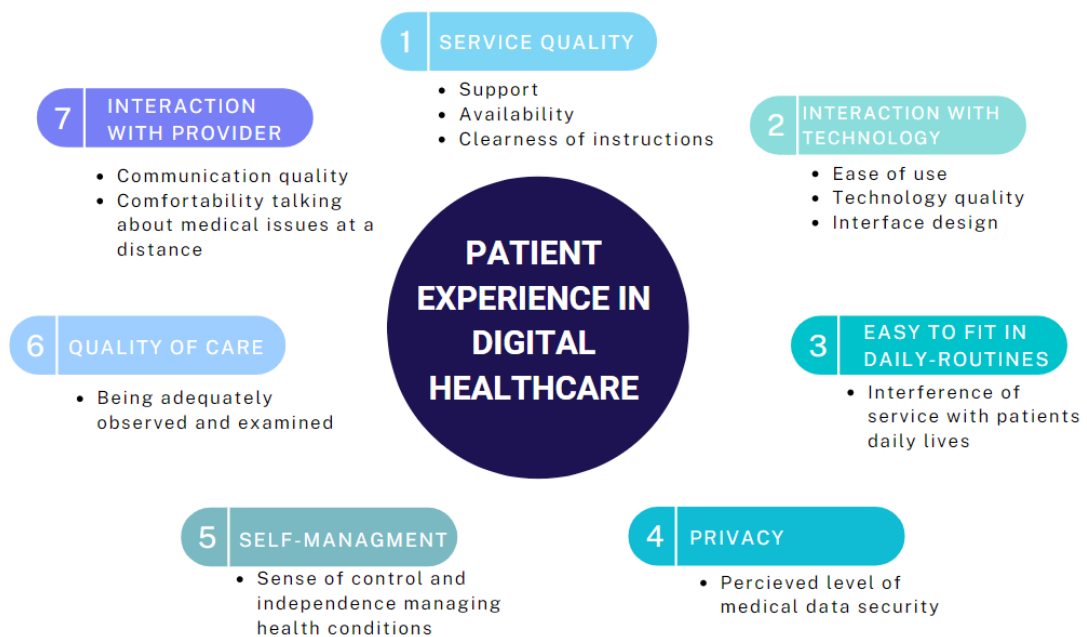 PATIENT
EXPERIENCE IN
DIGITAL
HEALTHCARE
1 SERVICE QUALITY
• Support
• Availability
• Clearness of instructions
2 INTERACTION WITH
TECHNOLOGY
• Ease of use
• Technology quality
• Interface design
3 EASY TO FIT IN
DAILY-ROUTINES
• Interference of
service with patients
daily lives
4 PRIVACY
• Percieved level of
medical data security
5 SELF-MANAGMENT
• Sense of control and
independence managing
health conditions
6 QUALITY OF CARE
• Being adequately
observed and examined
7 INTERACTION
WITH PROVIDER
• Communication quality
• Comfortability talking
about medical issues at a
distance